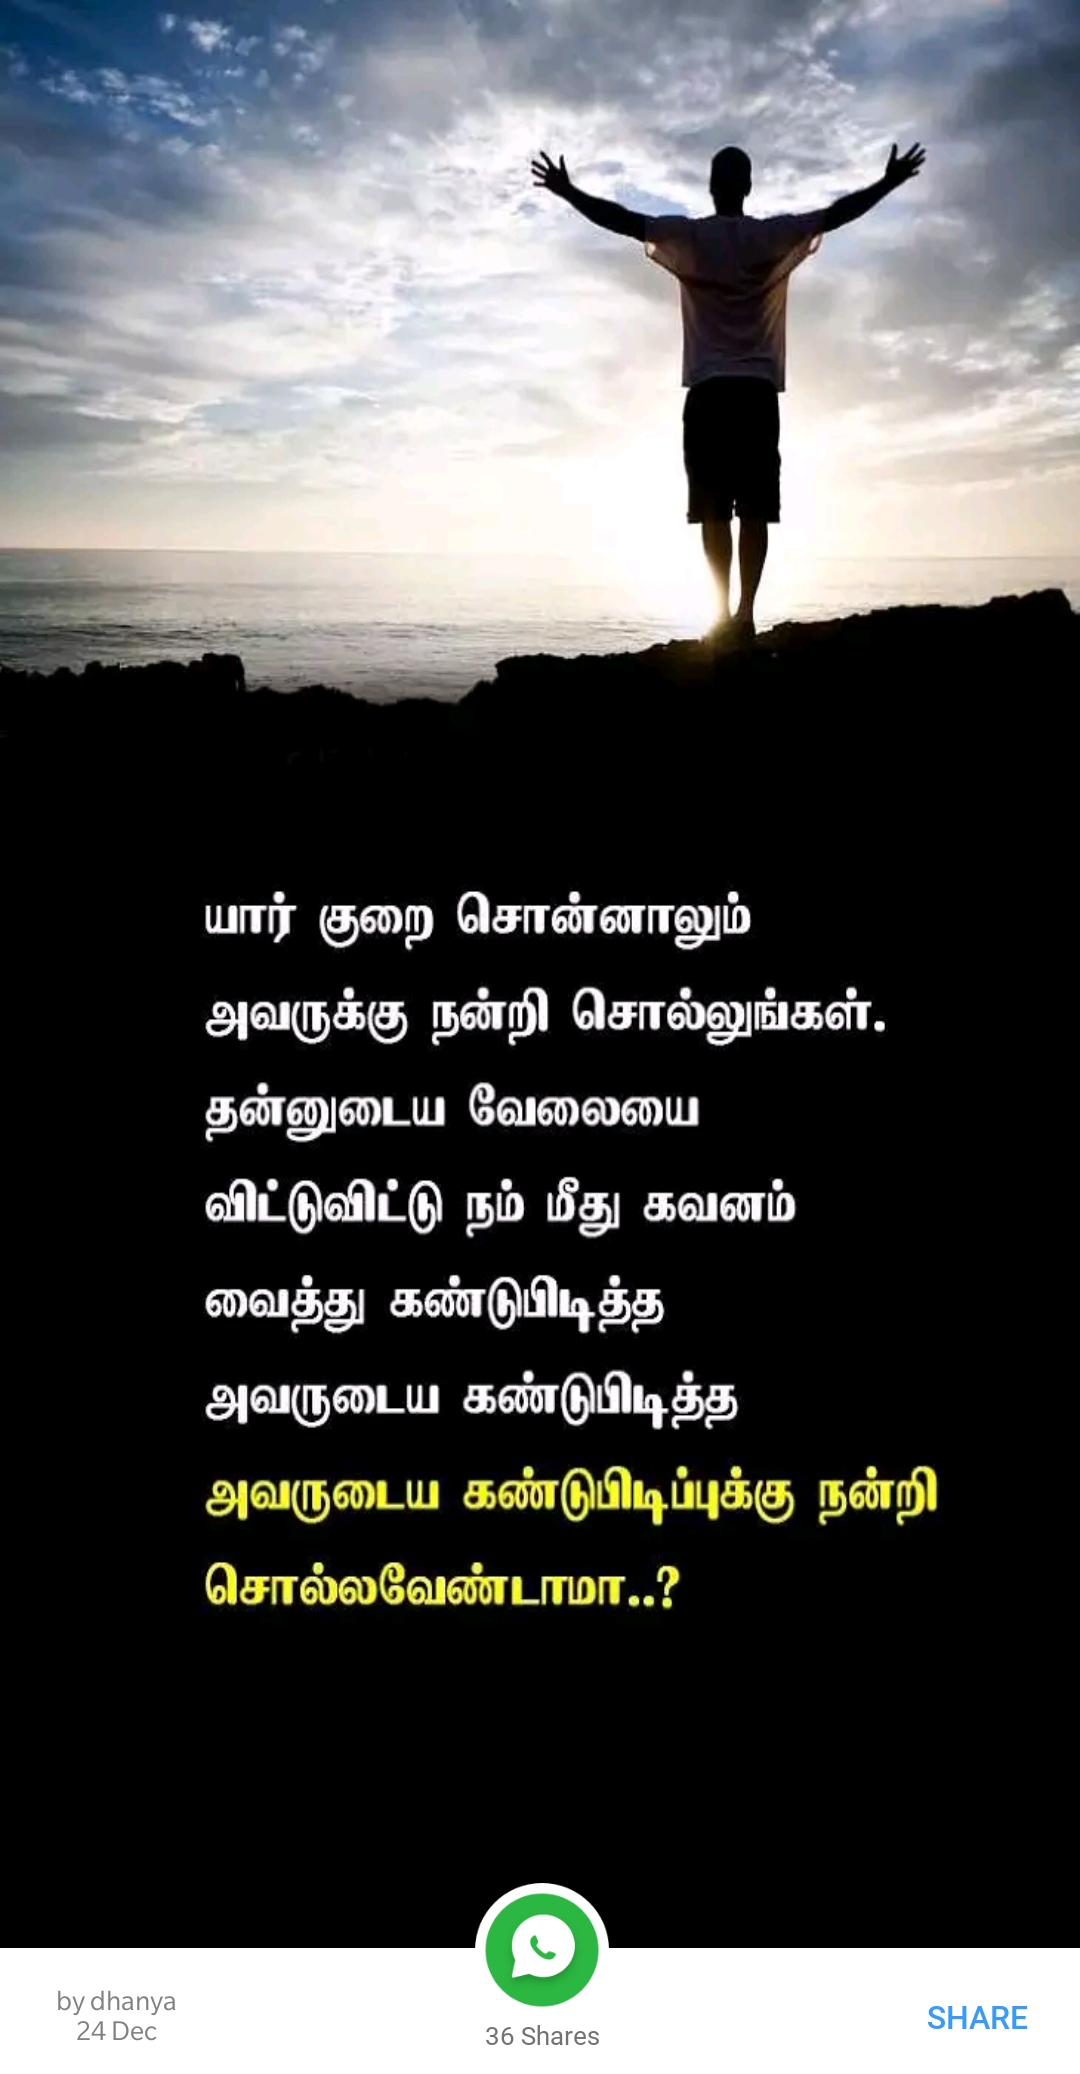 யார் குறை சொன்னாலும்
அவருக்கு நன்றி சொல்லுங்கள்.
தன்னுடைய வேலையை
விட்டுவிட்டு நம் மீது கவனம்
வைத்து கண்டுபிடித்த
அவருடைய கண்டுபிடித்த
அவருடைய கண்டுபிடிப்புக்கு நன்றி
சொல்லவேண்டாமா..?
by dhanya
24 Dec
36 Shares
SHARE